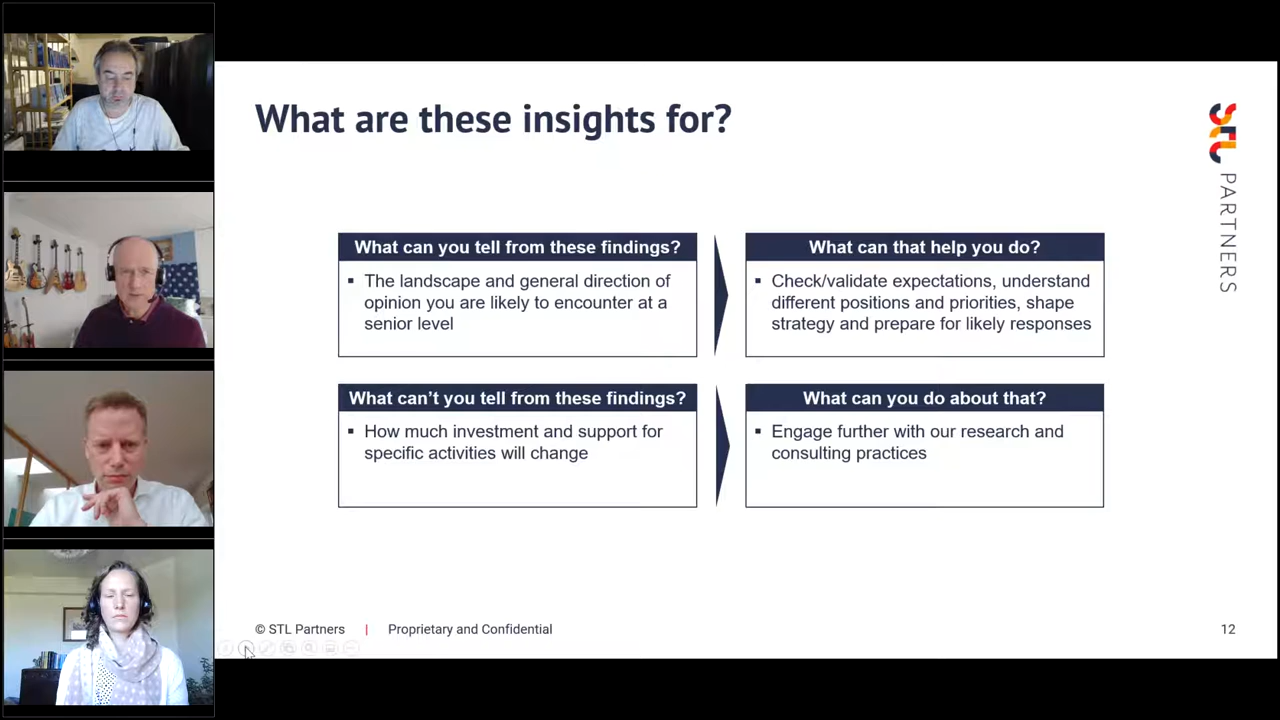 What are these insights for?
STL PARTNERS
What can you tell from these findings?
▪ The landscape and general direction of
opinion you are likely to encounter at a
senior level
What can that help you do?
▪ Check/validate expectations, understand
different positions and priorities, shape
strategy and prepare for likely responses
What can’t you tell from these findings?
▪ How much investment and support for
specific activities will change
What can you do about that?
▪ Engage further with our research and
consulting practices
© STL Partners | Proprietary and Confidential
12